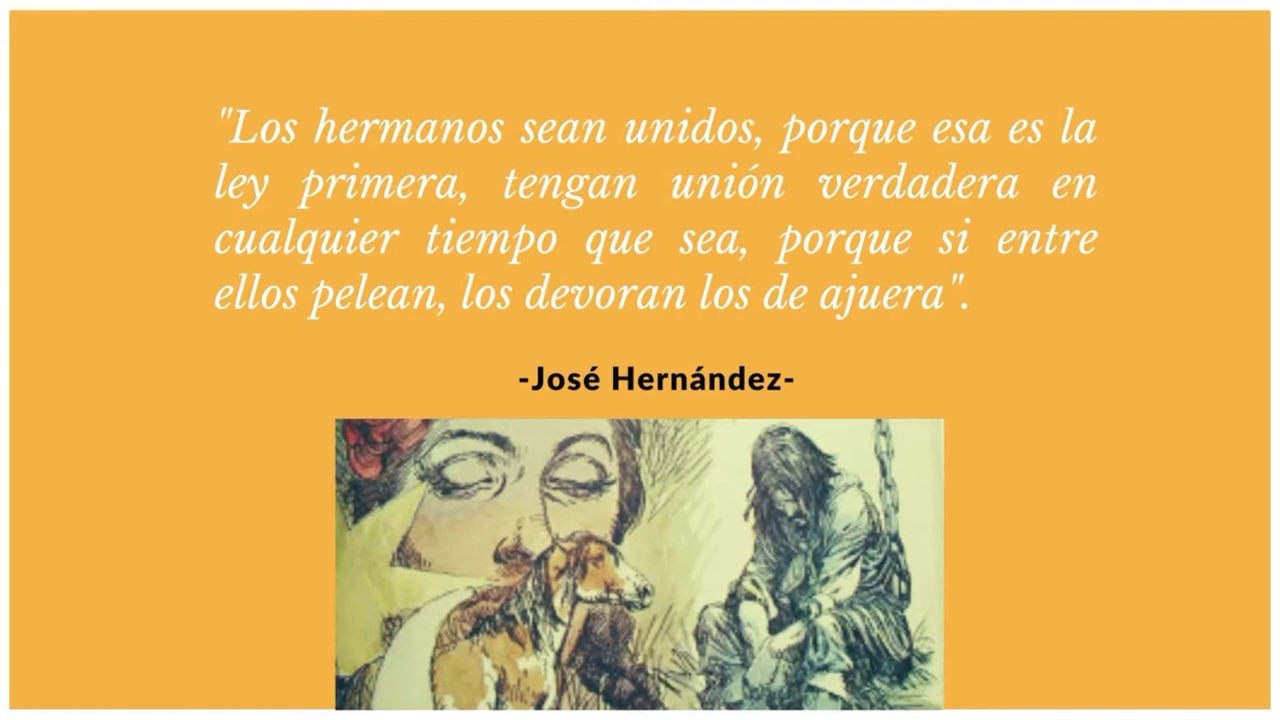 "Los hermanos sean unidos, porque esa es la
ley primera, tengan unión verdadera en
cualquier tiempo que sea, porque si entre
ellos pelean, los devoran los de ajuera".
-José Hernández-